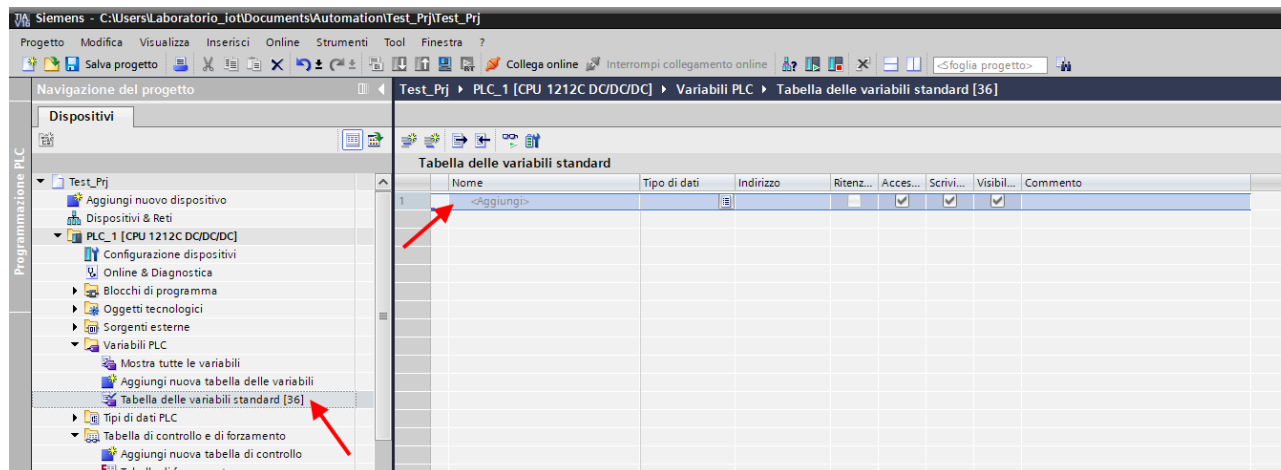 Siemens - C:\Users\Laboratorio_iot\Documents\Automation\Test_Prj\Test_Prj
Progetto Modifica Visualizza Inserisci Online Strumenti Tool Finestra ?
Salva progetto Collega online Interrompi collegamento online <Sfoglia progetto>
Navigazione del progetto
Test_Prj PLC_1 [CPU 1212C DC/DC/DC] Variabili PLC Tabella delle variabili standard [36]
Dispositivi
Programmazione PLC
Tabella delle variabili standard
Nome Tipo di dati Indirizzo Ritenz... Acces... Scrivi... Visibil... Commento
1 <Aggiungi>
Test_Prj
Aggiungi nuovo dispositivo
Dispositivi & Reti
PLC_1 [CPU 1212C DC/DC/DC]
Configurazione dispositivi
Online & Diagnostica
Blocchi di programma
Oggetti tecnologici
Sorgenti esterne
Variabili PLC
Mostra tutte le variabili
Aggiungi nuova tabella delle variabili
Tabella delle variabili standard [36]
Tipi di dati PLC
Tabella di controllo e di forzamento
Aggiungi nuova tabella di controllo